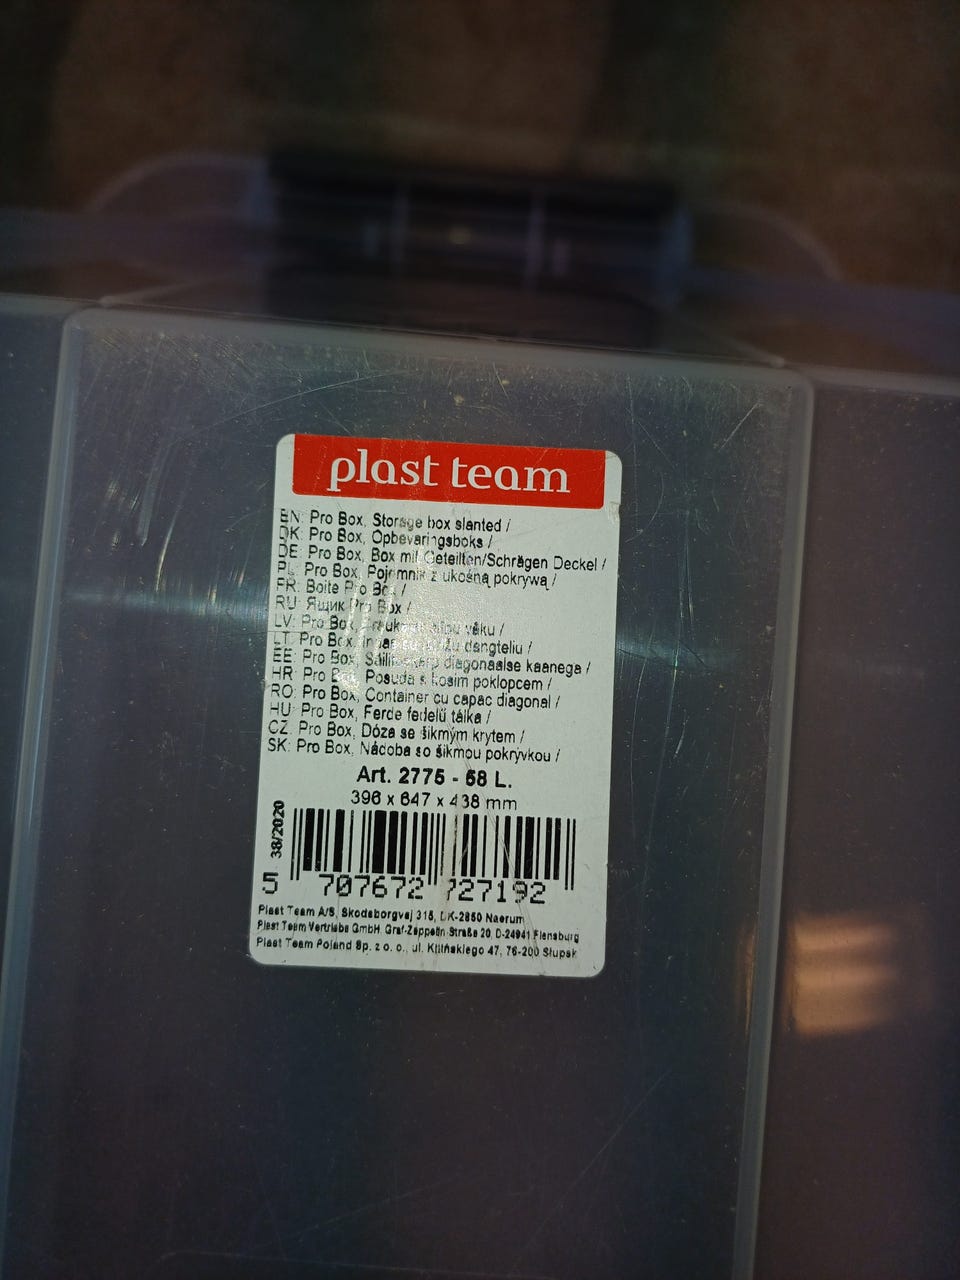 plast team
EN: Pro Box, Storage box slanted /
DK: Pro Box, Opbevaringsboks /
DE: Pro Box, Box mit Geteilten/Schrägen Deckel /
PL: Pro Box, Pojemnik z ukośną pokrywą /
FR: Boite Pro Box /
RU: Ящик Pro Box /
LV: Pro Box, vāku /
LT: Pro Box, dangteliu /
EE: Pro Box, diagonaalse kaanega /
HR: Pro Box, Posuda s kosim poklopcem /
RO: Pro Box, Container cu capac diagonal /
HU: Pro Box, Ferde fedelű tálka /
CZ: Pro Box, Dóza se šikmým krytem /
SK: Pro Box, Nádoba so šikmou pokrývkou /
Art. 2775 - 68 L.
396 x 647 x 438 mm
38/2020
5 707672 727192
Plast Team A/S, Skodsborgvej 315, DK-2850 Naerum
Plast Team Vertriebs GmbH, Graf-Zeppelin Straße 20, D-24941 Flensburg
Plast Team Poland Sp. z o. o., ul. Kilińskiego 47, 76-200 Słupsk